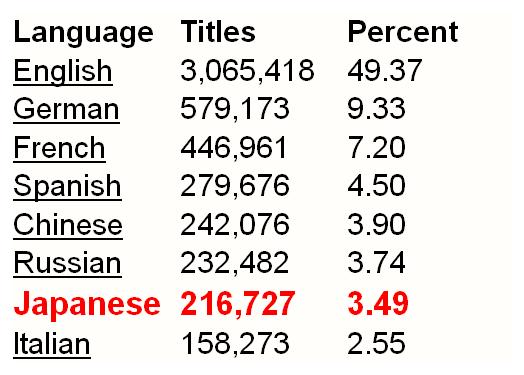 Language Titles Percent
English 3,065,418 49.37
German 579,173 9.33
French 446,961 7.20
Spanish 279,676 4.50
Chinese 242,076 3.90
Russian 232,482 3.74
Japanese 216,727 3.49
Italian 158,273 2.55